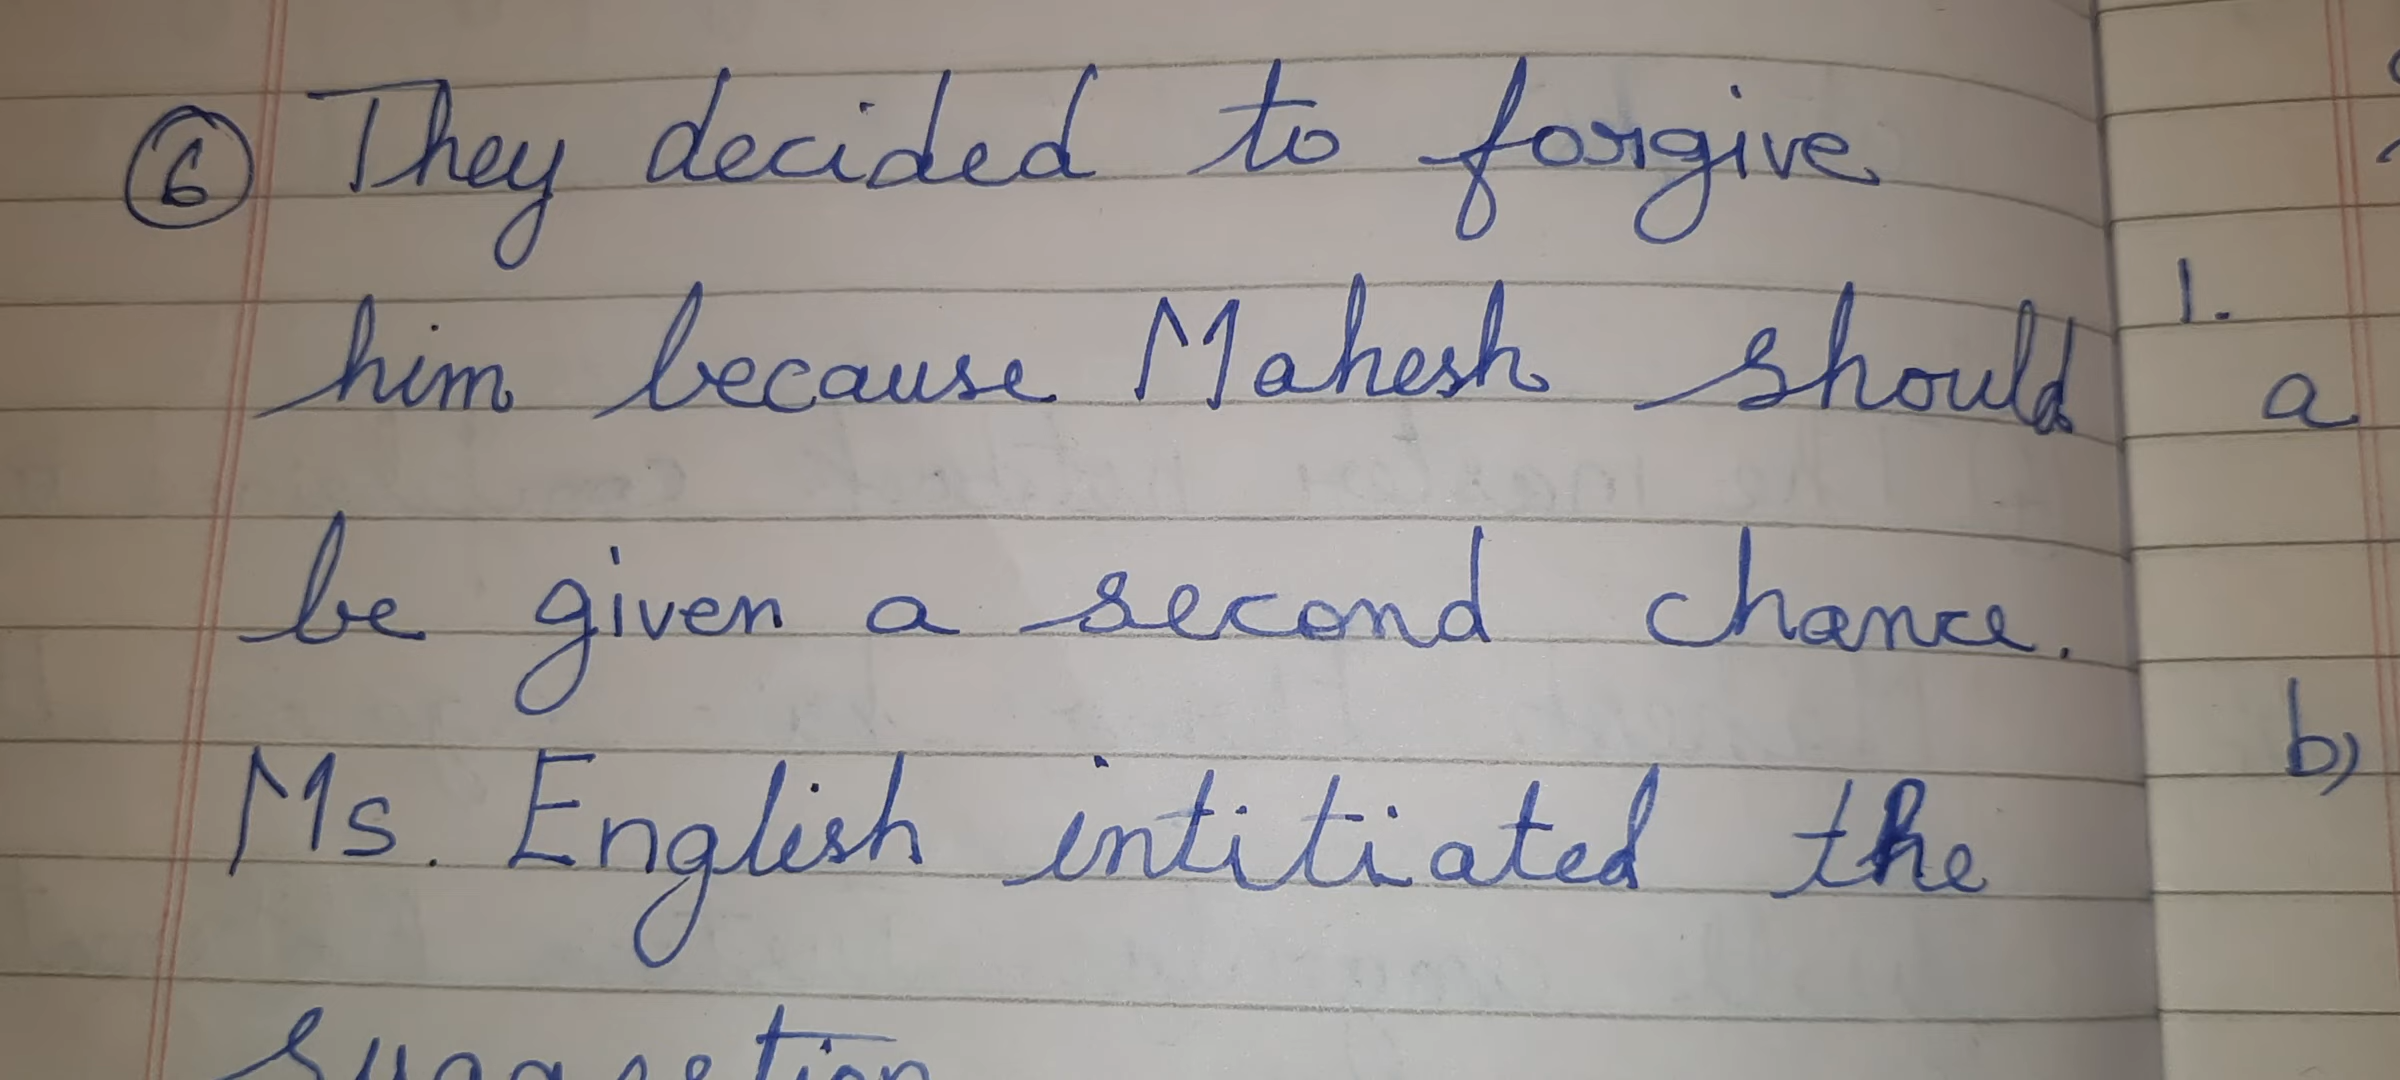 6 They decided to forgive
him because Mahesh should
be given a second chance.
Ms. English intitiated the
1.
a
b)